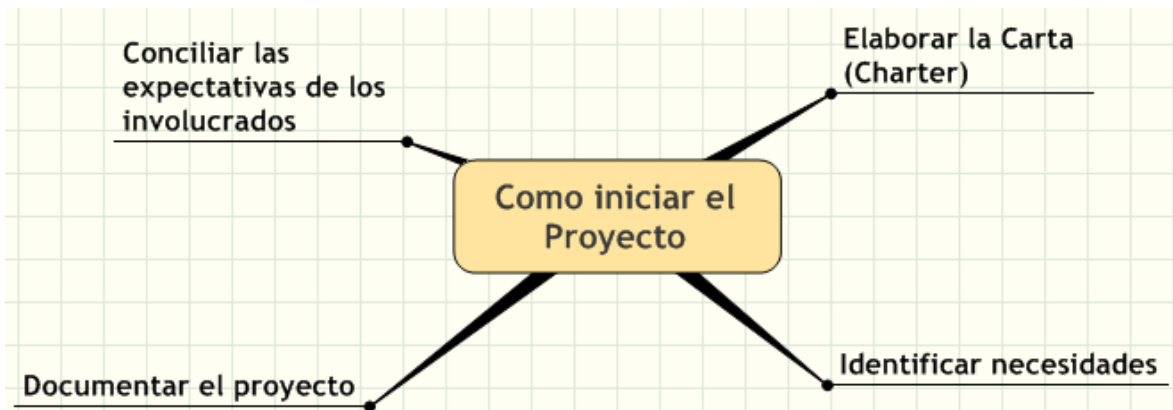 Conciliar las
expectativas de los
involucrados
Elaborar la Carta
(Charter)
Como iniciar el
Proyecto
Documentar el proyecto
Identificar necesidades